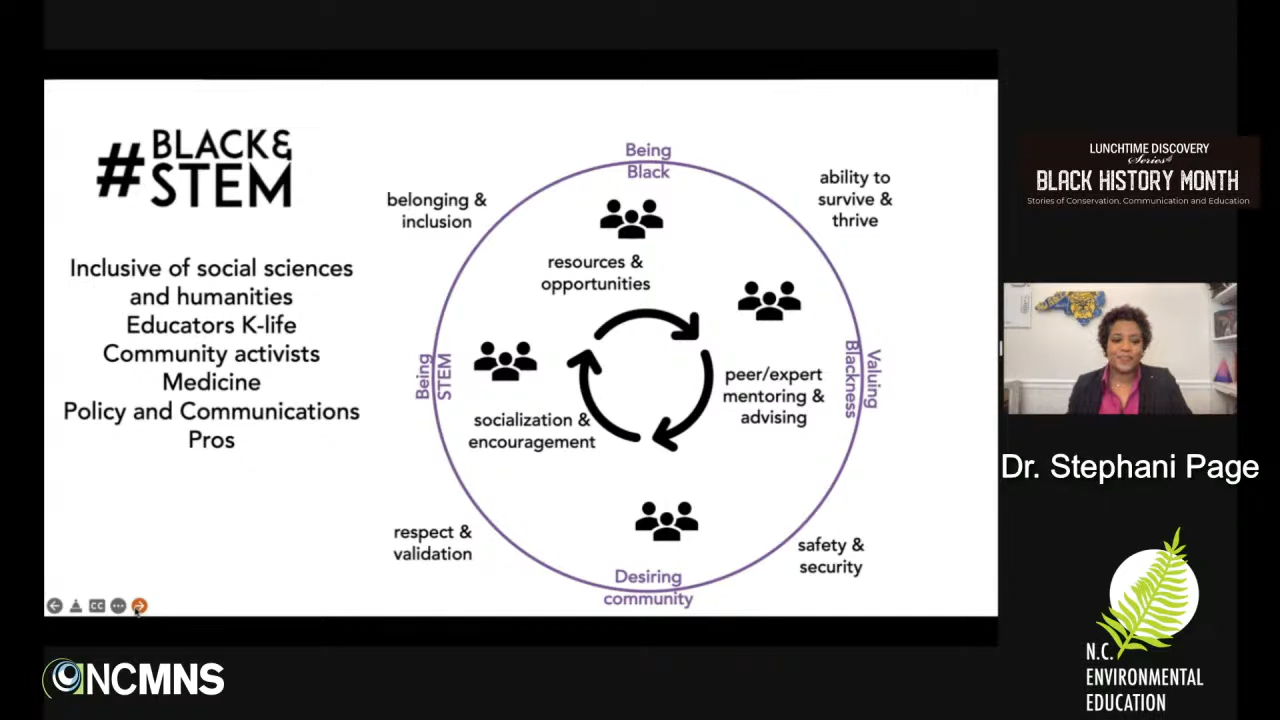 #BLACK&
STEM
Inclusive of social sciences
and humanities
Educators K-life
Community activists
Medicine
Policy and Communications
Pros
Being
Black
belonging &
inclusion
ability to
survive &
thrive
resources &
opportunities
Being
STEM
Valuing
Blackness
peer/expert
mentoring &
advising
socialization &
encouragement
respect &
validation
safety &
security
Desiring
community
CC
LUNCHTIME DISCOVERY
Series
BLACK HISTORY MONTH
Stories of Conservation, Communication and Education
Dr. Stephani Page
NCMNS
N.C.
ENVIRONMENTAL
EDUCATION